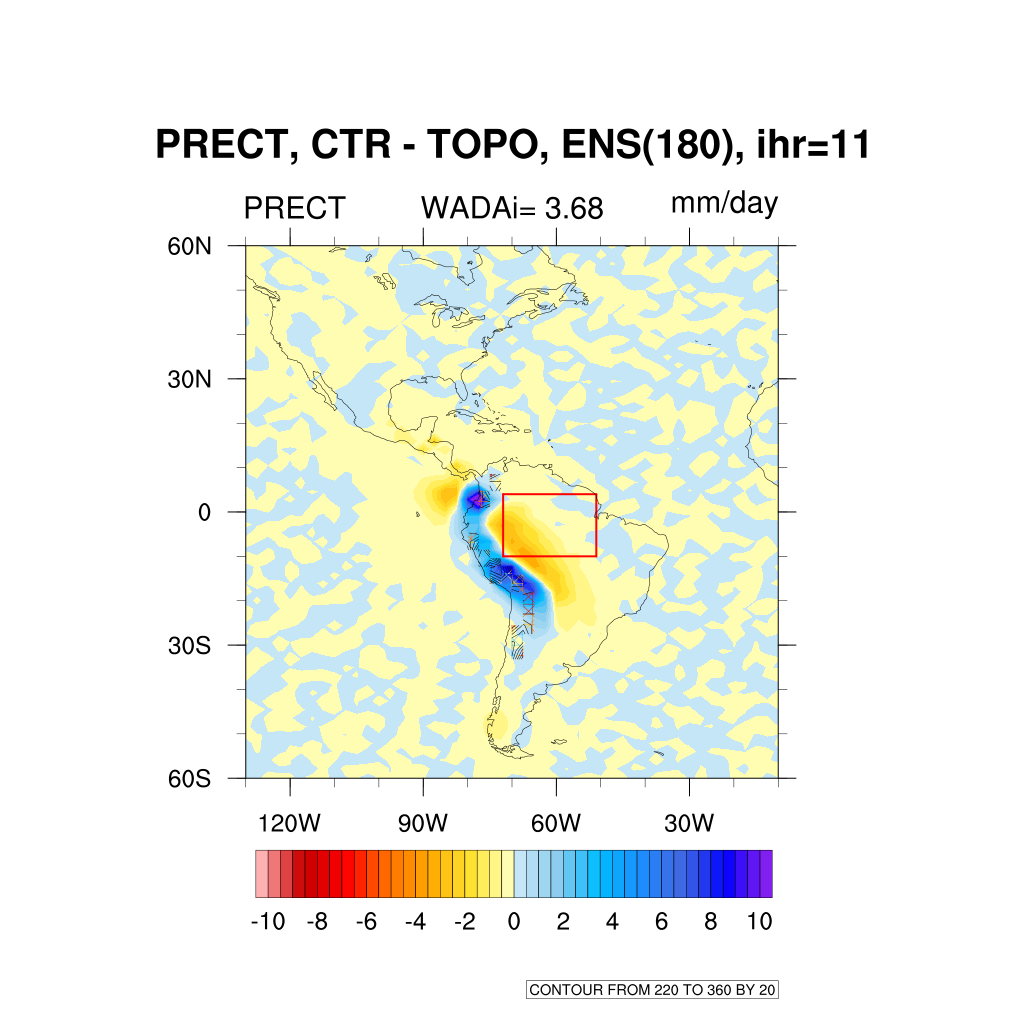 PRECT, CTR - TOPO, ENS(180), ihr=11
PRECT WADAi= 3.68 mm/day
60N
30N
0
30S
60S
120W 90W 60W 30W
-10 -8 -6 -4 -2 0 2 4 6 8 10
CONTOUR FROM 220 TO 360 BY 20